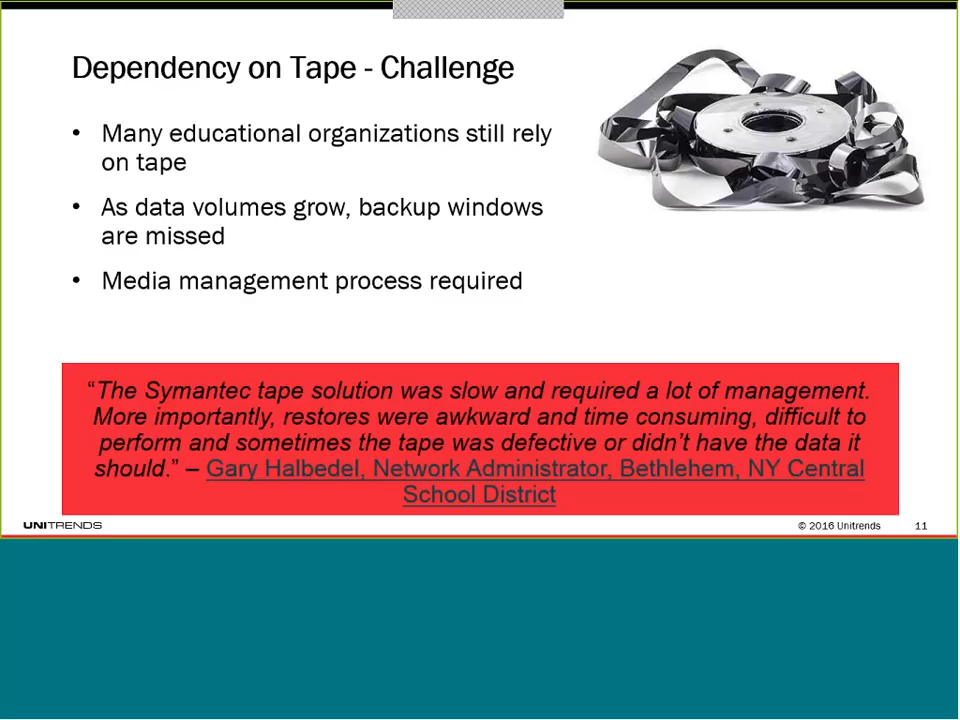 Dependency on Tape - Challenge
• Many educational organizations still rely
on tape
• As data volumes grow, backup windows
are missed
• Media management process required
“The Symantec tape solution was slow and required a lot of management.
More importantly, restores were awkward and time consuming, difficult to
perform and sometimes the tape was defective or didn’t have the data it
should.” – Gary Halbedel, Network Administrator, Bethlehem, NY Central
School District
UNITRENDS
© 2016 Unitrends
11